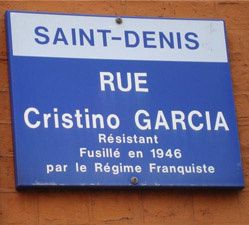 SAINT-DENIS
RUE
Cristino GARCIA
Résistant
Fusillé en 1946
par le Régime Franquiste